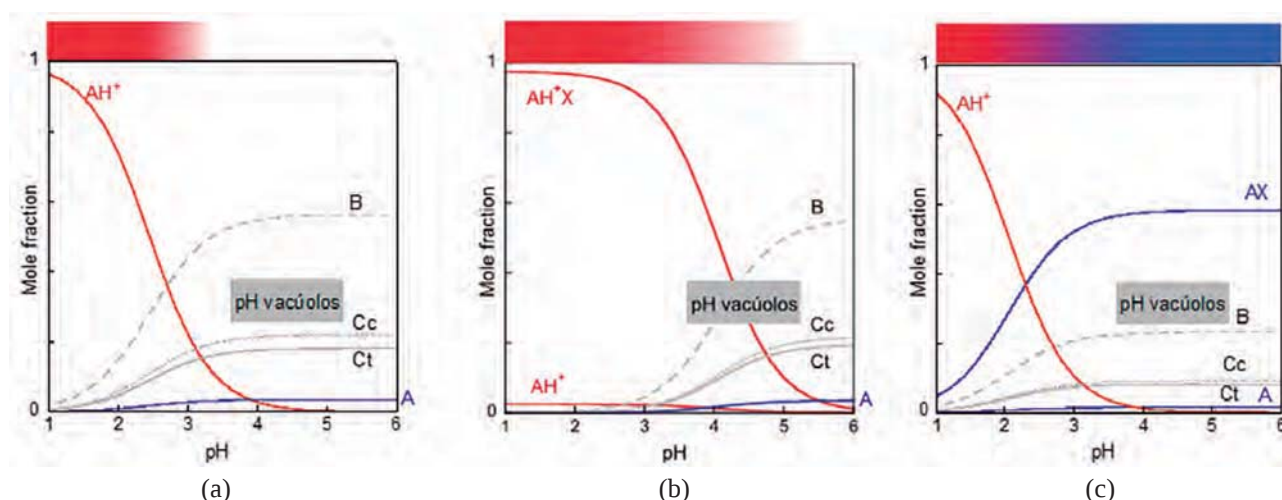 1
AH⁺
B
pH vacúolos
Cc
Ct
A
0
Mole fraction
1 2 3 4 5 6
pH
(a)
1
AH⁺X
B
pH vacúolos
Cc
Ct
AH⁺
A
0
Mole fraction
1 2 3 4 5 6
pH
(b)
1
AH⁺
AX
pH vacúolos
B
Cc
Ct
A
0
Mole fraction
1 2 3 4 5 6
pH
(c)